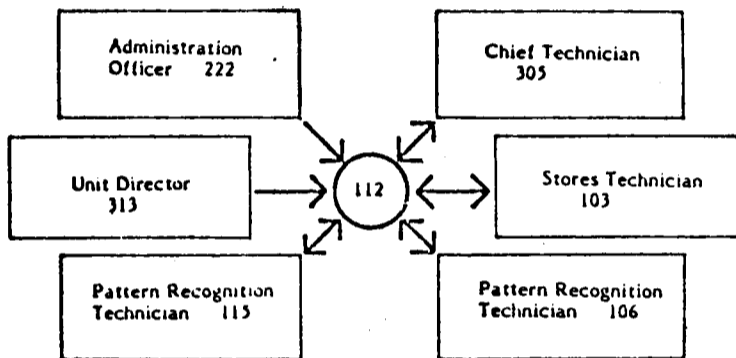 Administration
Officer 222
Chief Technician
305
Unit Director
313
112
Stores Technician
103
Pattern Recognition
Technician 115
Pattern Recognition
Technician 106